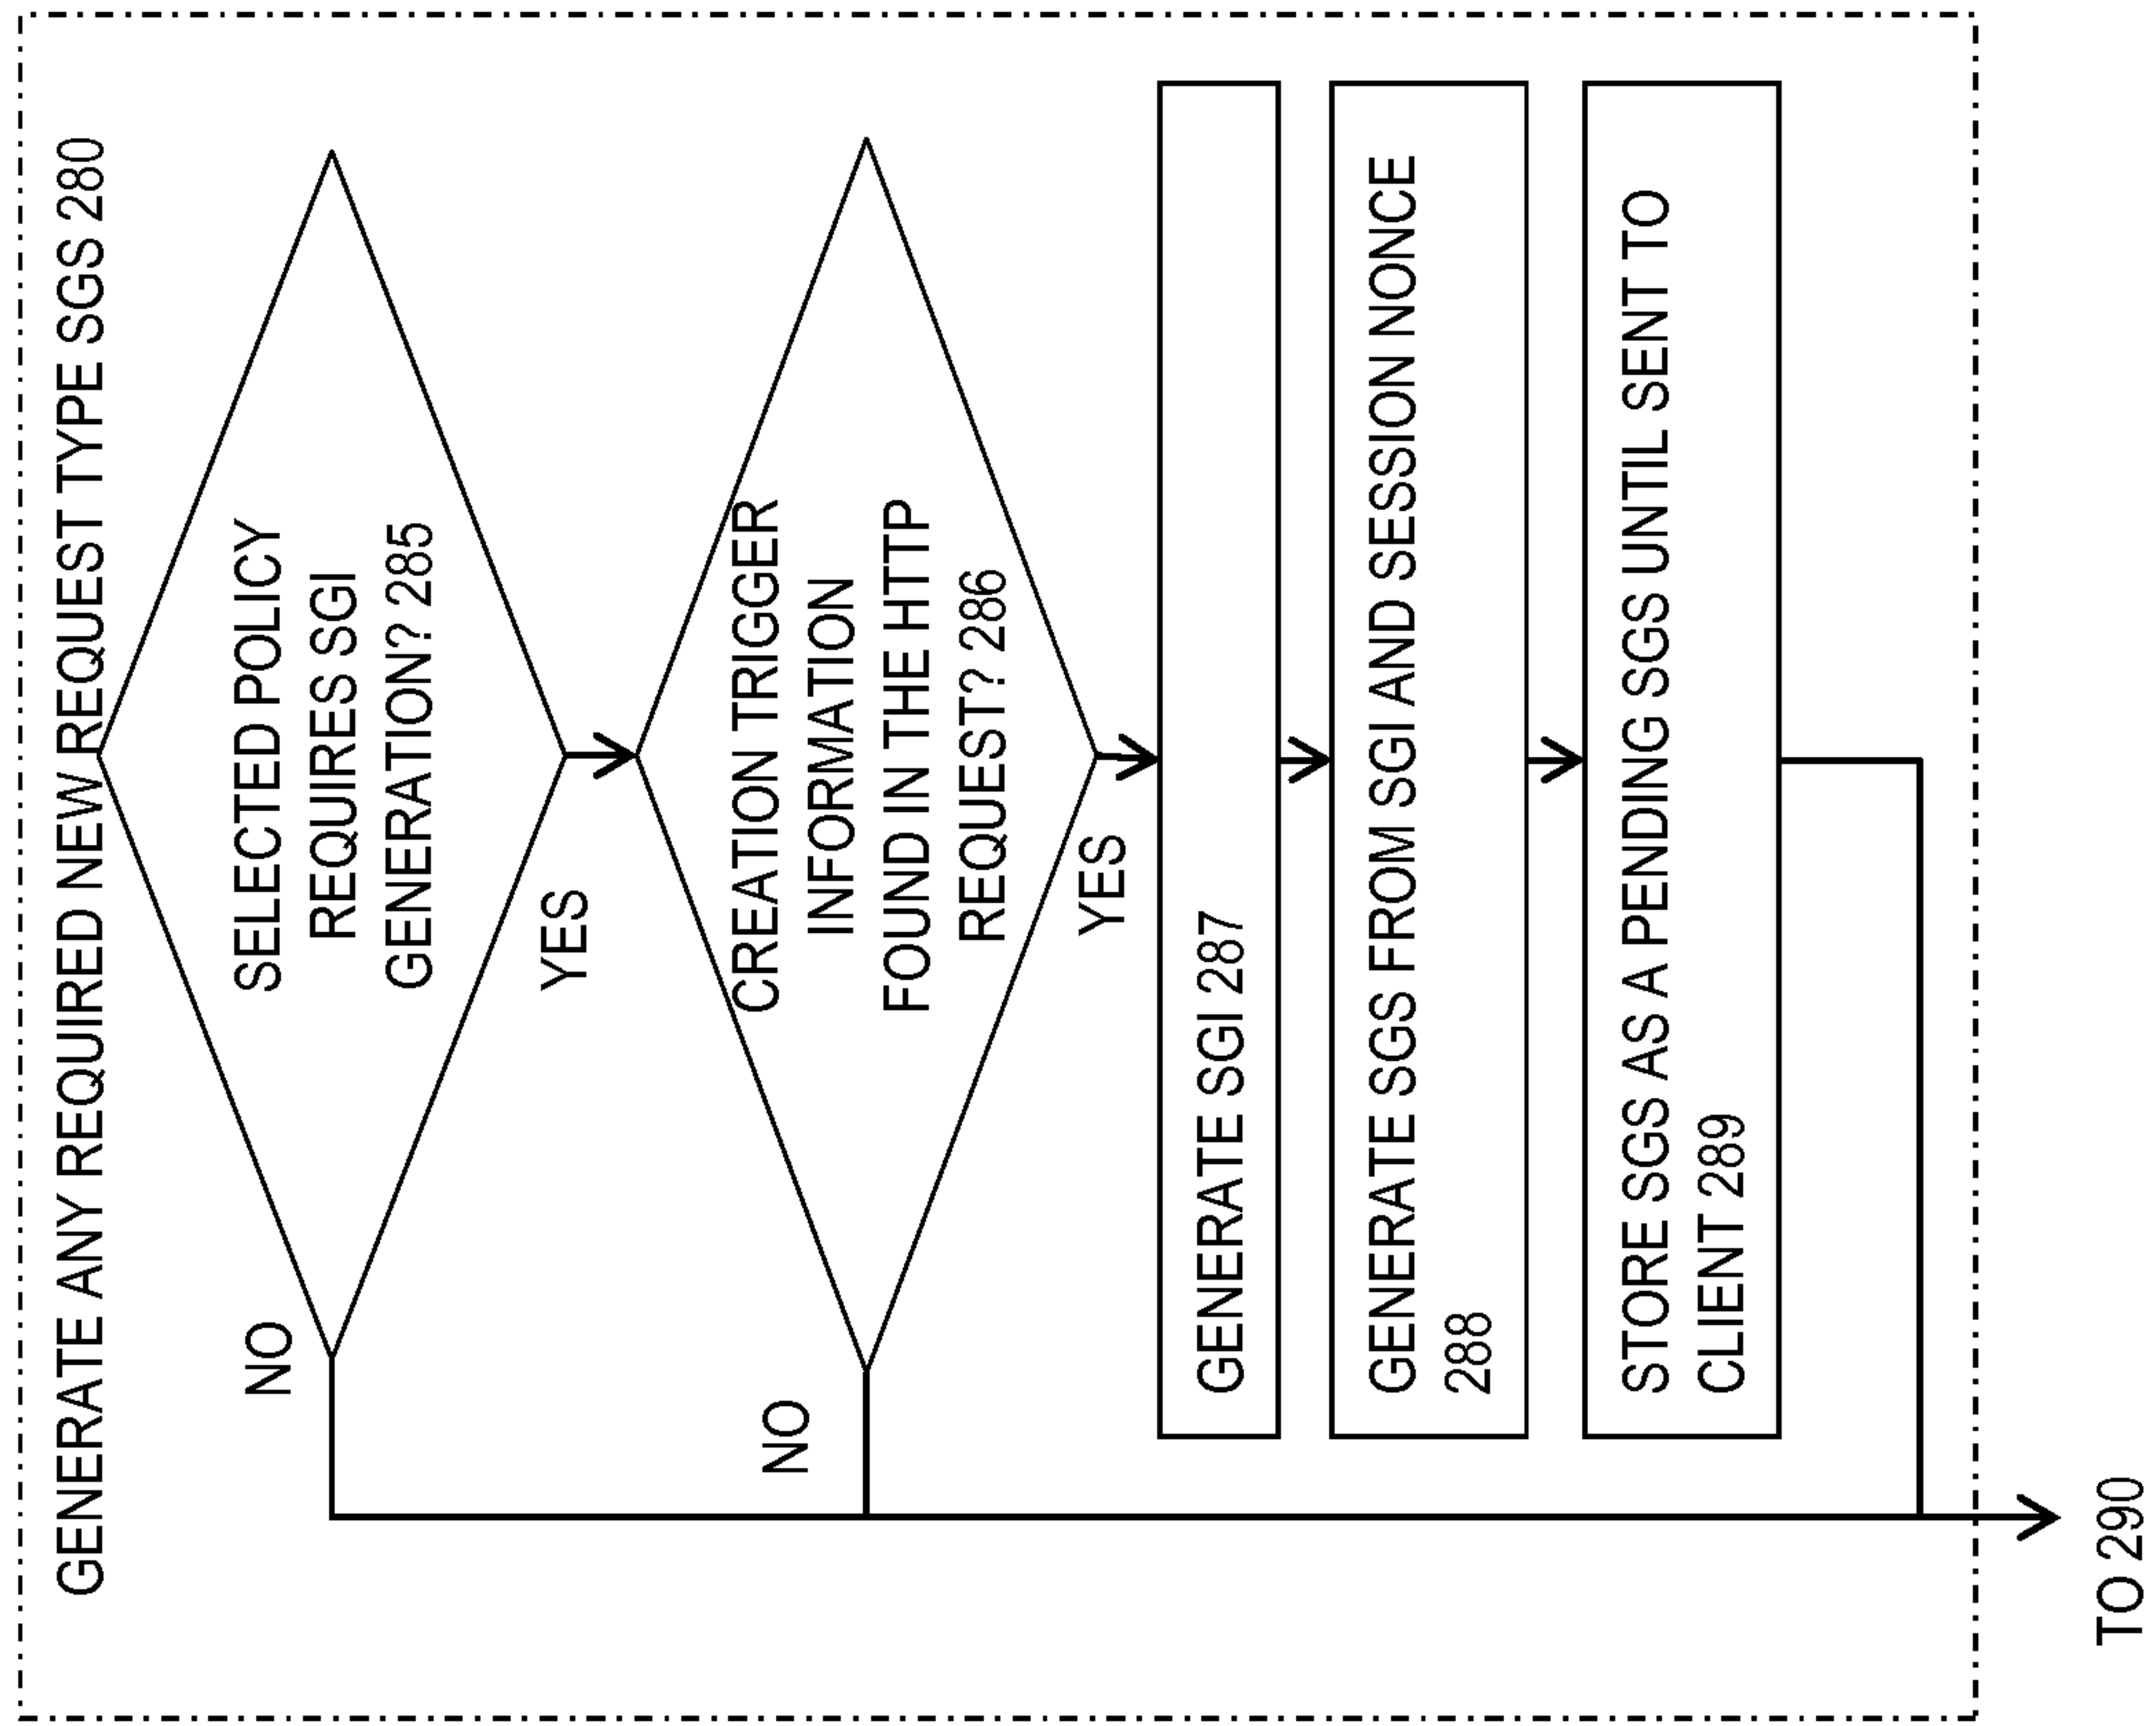 GENERATE ANY REQUIRED NEW REQUEST TYPE SGS 280
SELECTED POLICY
REQUIRES SGI
GENERATION? 285
NO
YES
CREATION TRIGGER
INFORMATION
FOUND IN THE HTTP
REQUEST? 286
NO
YES
GENERATE SGI 287
GENERATE SGS FROM SGI AND SESSION NONCE
288
STORE SGS AS A PENDING SGS UNTIL SENT TO
CLIENT 289
TO 290